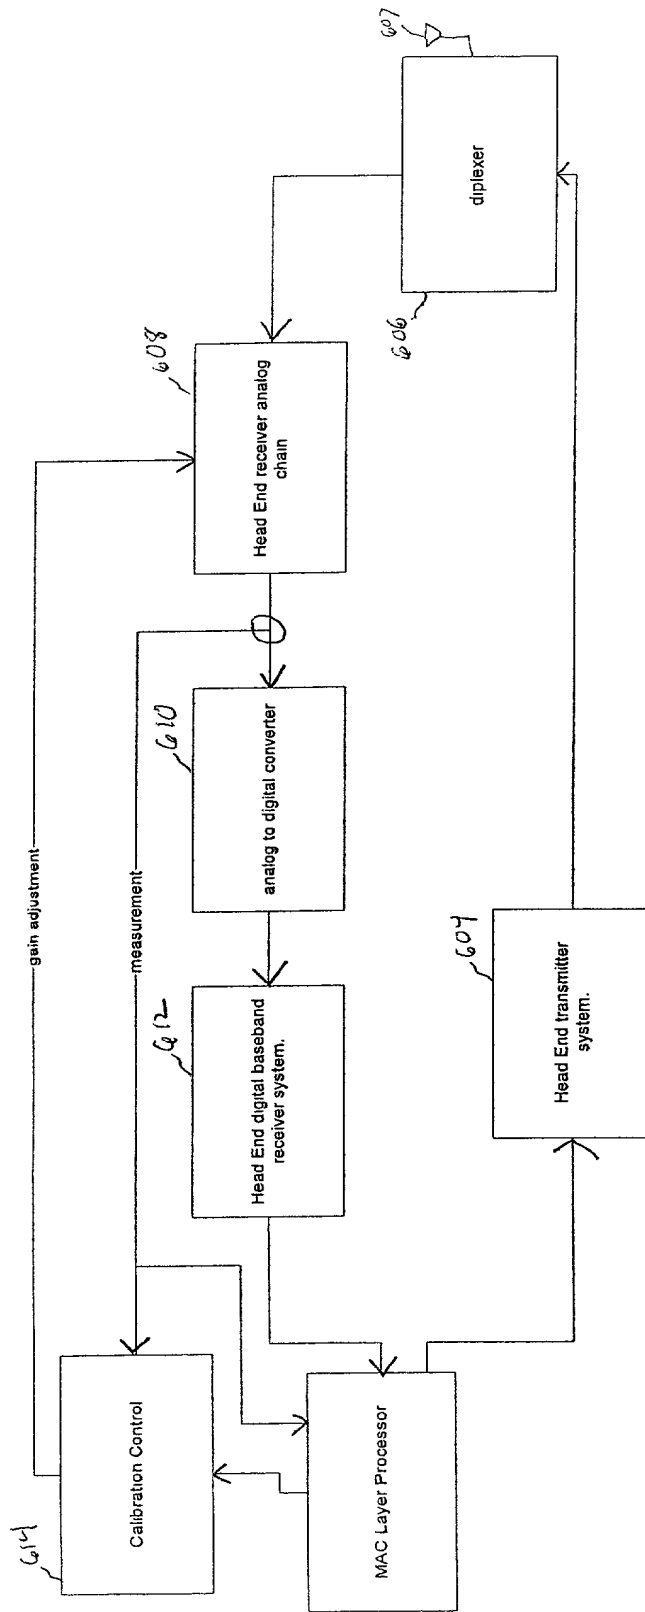 gain adjustment
measurement
614
Calibration Control
MAC Layer Processor
612
Head End digital baseband
receiver system.
610
analog to digital converter
608
Head End receiver analog
chain
604
Head End transmitter
system.
606
diplexer
607